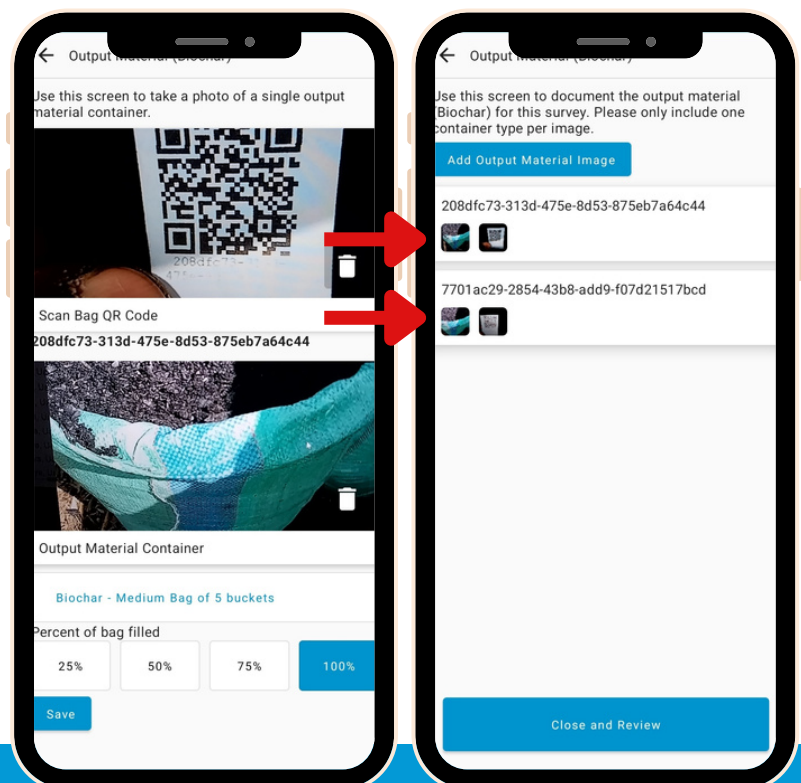 Output
Use this screen to take a photo of a single output
material container.
208dfc73-
Scan Bag QR Code
208dfc73-313d-475e-8d53-875eb7a64c44
Output Material Container
Biochar - Medium Bag of 5 buckets
Percent of bag filled
25%
50%
75%
100%
Save
Output Material (Biochar)
Use this screen to document the output material
(Biochar) for this survey. Please only include one
container type per image.
Add Output Material Image
208dfc73-313d-475e-8d53-875eb7a64c44
7701ac29-2854-43b8-add9-f07d21517bcd
Close and Review